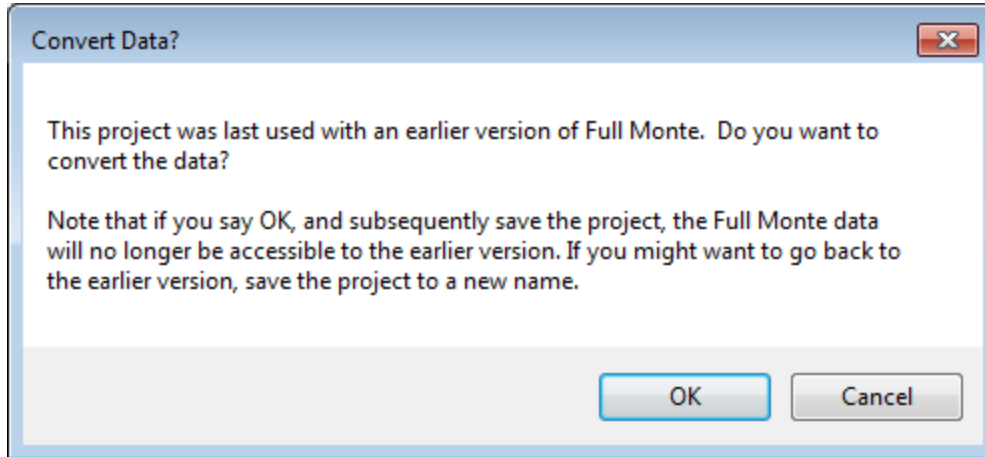 Convert Data?
This project was last used with an earlier version of Full Monte.  Do you want to
convert the data?
Note that if you say OK, and subsequently save the project, the Full Monte data
will no longer be accessible to the earlier version. If you might want to go back to
the earlier version, save the project to a new name.
OK
Cancel